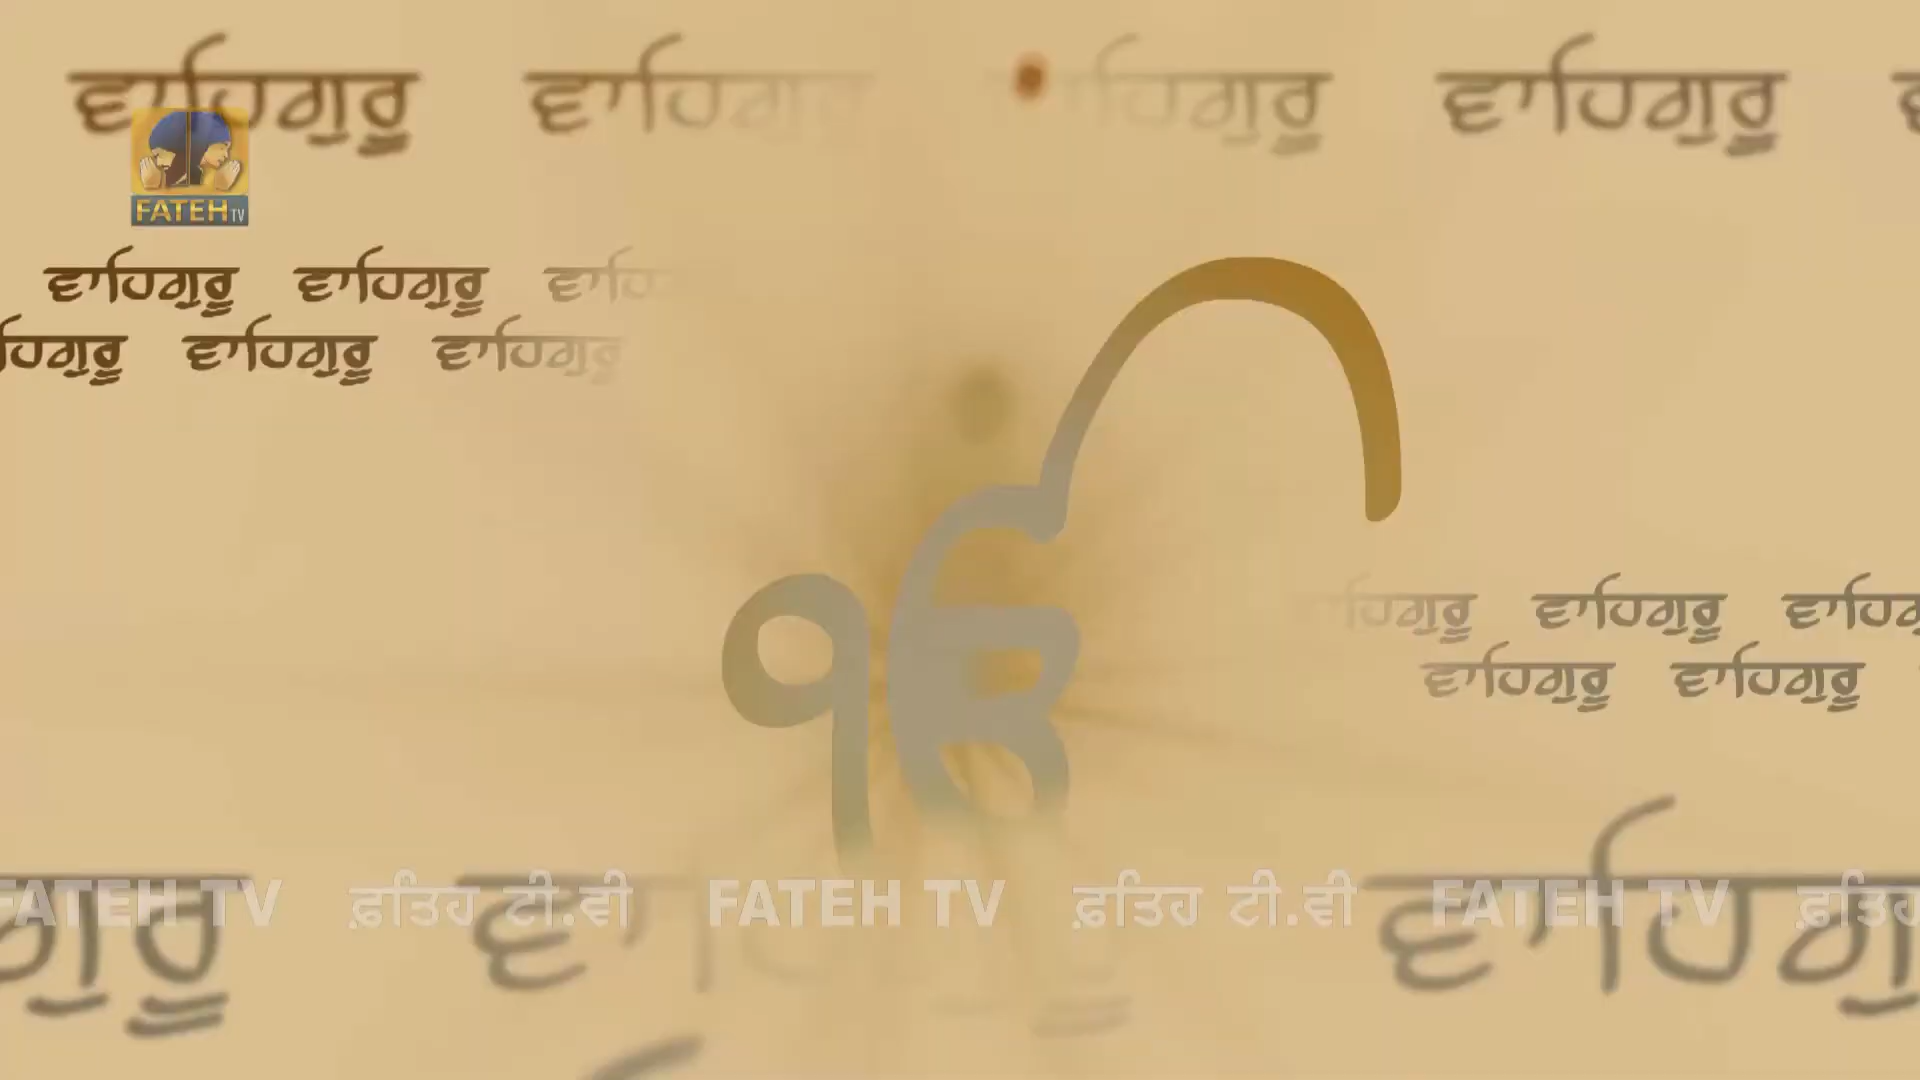 ਵਾਹਿਗੁਰੂ ਵਾਹਿਗੁਰੂ ਵਾਹਿਗੁਰੂ ਵਾਹਿਗੁਰੂ
FATEH TV
ਵਾਹਿਗੁਰੂ ਵਾਹਿਗੁਰੂ ਵਾਹਿ
ਹਿਗੁਰੂ ਵਾਹਿਗੁਰੂ ਵਾਹਿਗੁਰੂ
ੴ
ਵਾਹਿਗੁਰੂ ਵਾਹਿਗੁਰੂ ਵਾਹਿਗ
ਵਾਹਿਗੁਰੂ ਵਾਹਿਗੁਰੂ
FATEH TV ਫ਼ਤਿਹ ਟੀ.ਵੀ FATEH TV ਫ਼ਤਿਹ ਟੀ.ਵੀ FATEH TV ਫ਼ਤਿਹ
ਗੁਰੂ ਵਾਹਿਗੁਰੂ ਵਾਹਿਗੁ